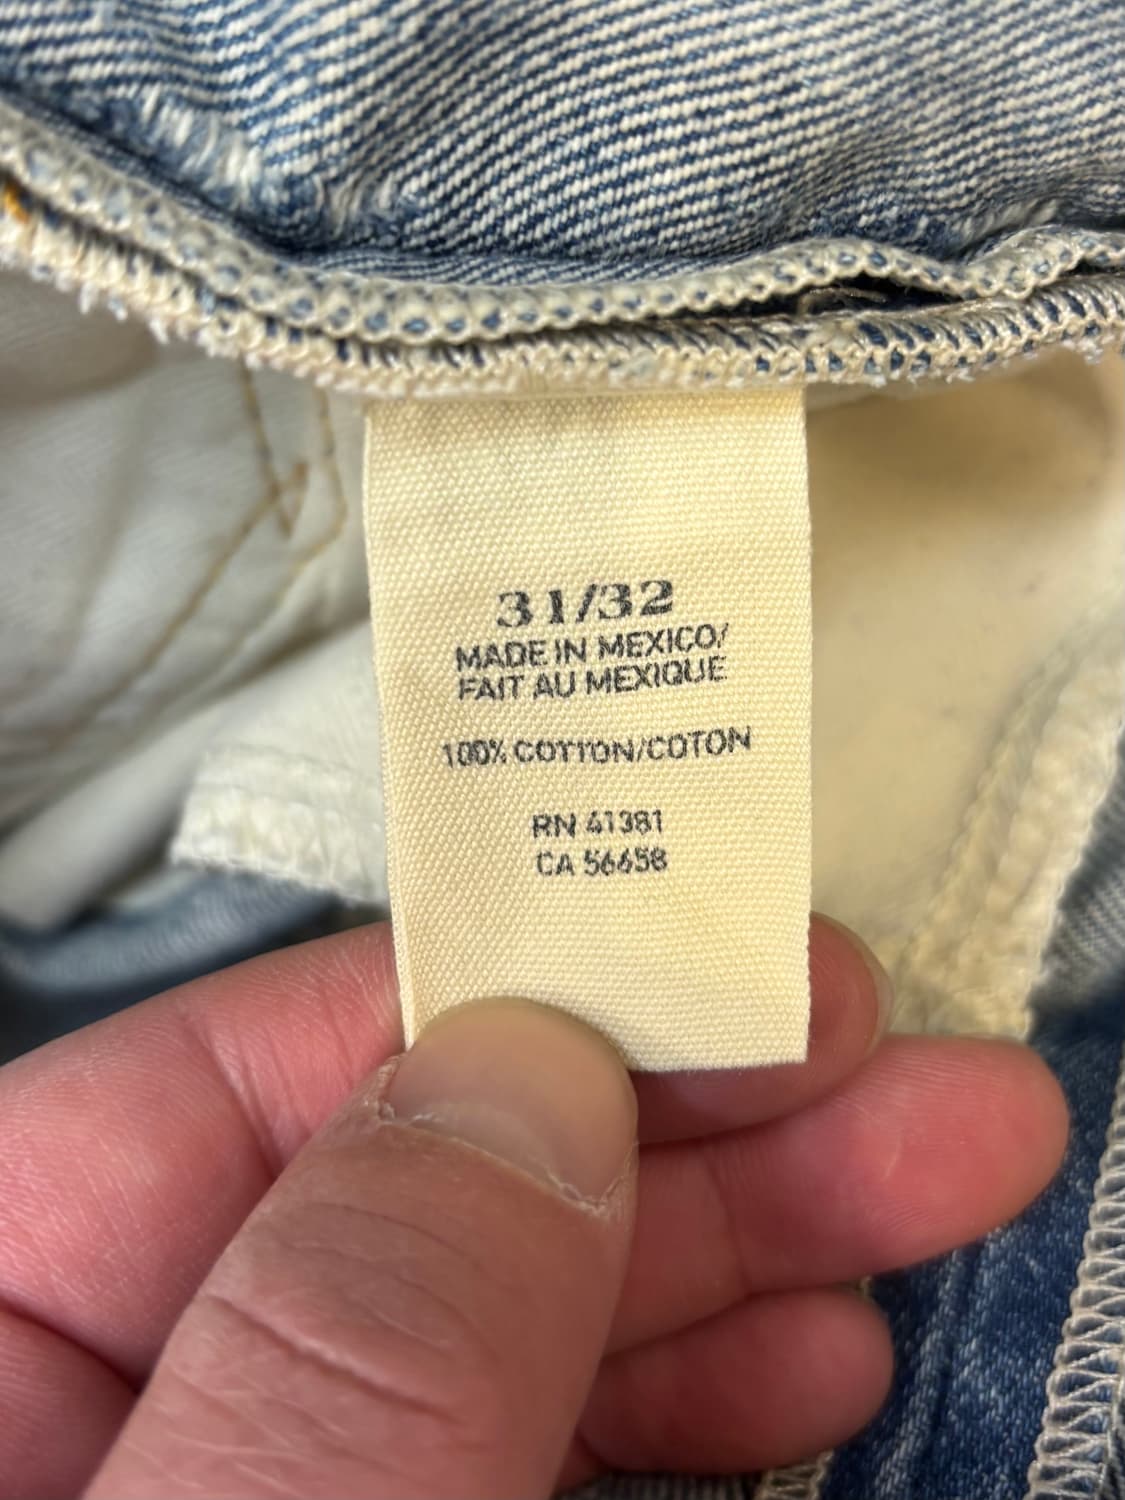 31/32
MADE IN MEXICO/
FAIT AU MEXIQUE
100% COTTON/COTON
RN 41381
CA 56658